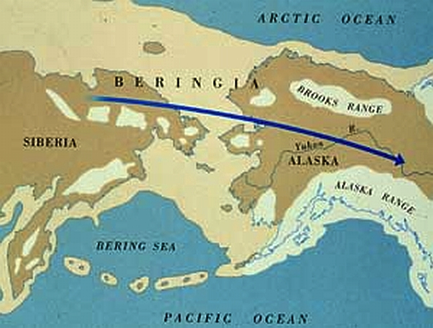 ARCTIC OCEAN
BERINGIA
BROOKS RANGE
SIBERIA
Yukon R.
ALASKA
ALASKA RANGE
BERING SEA
PACIFIC OCEAN